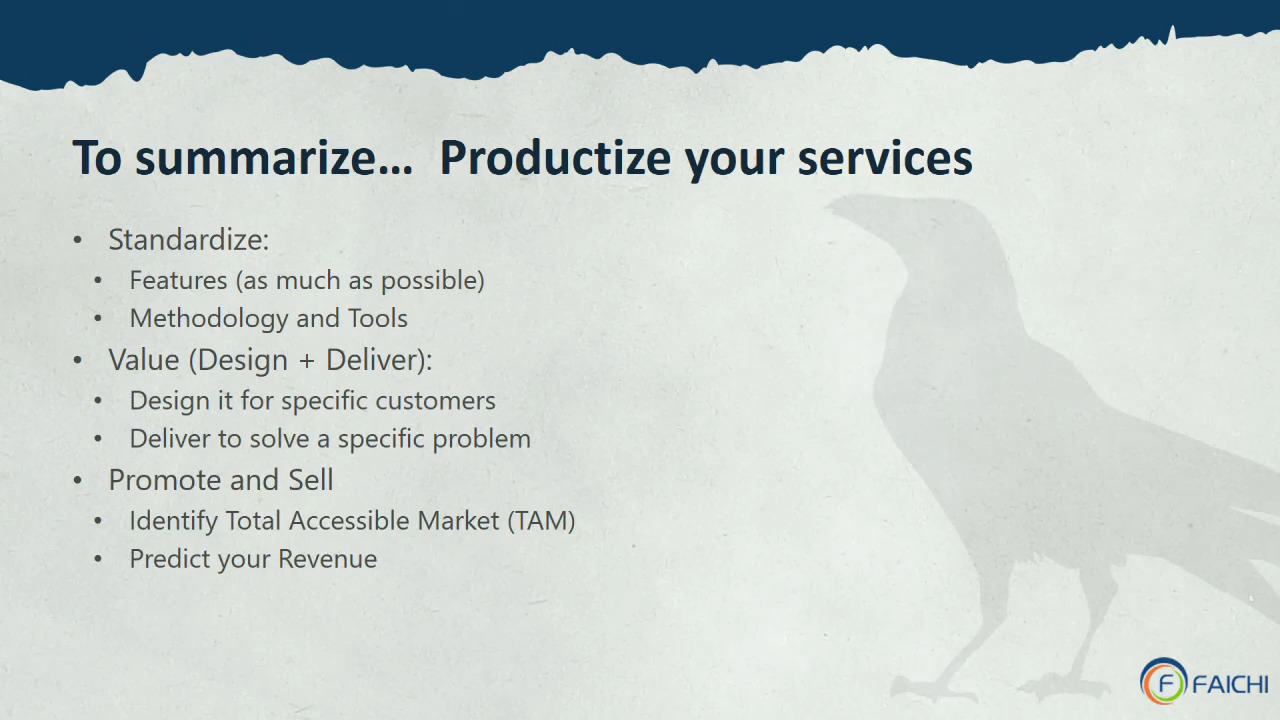 To summarize...  Productize your services
• Standardize:
• Features (as much as possible)
• Methodology and Tools
• Value (Design + Deliver):
• Design it for specific customers
• Deliver to solve a specific problem
• Promote and Sell
• Identify Total Accessible Market (TAM)
• Predict your Revenue
F FAICHI